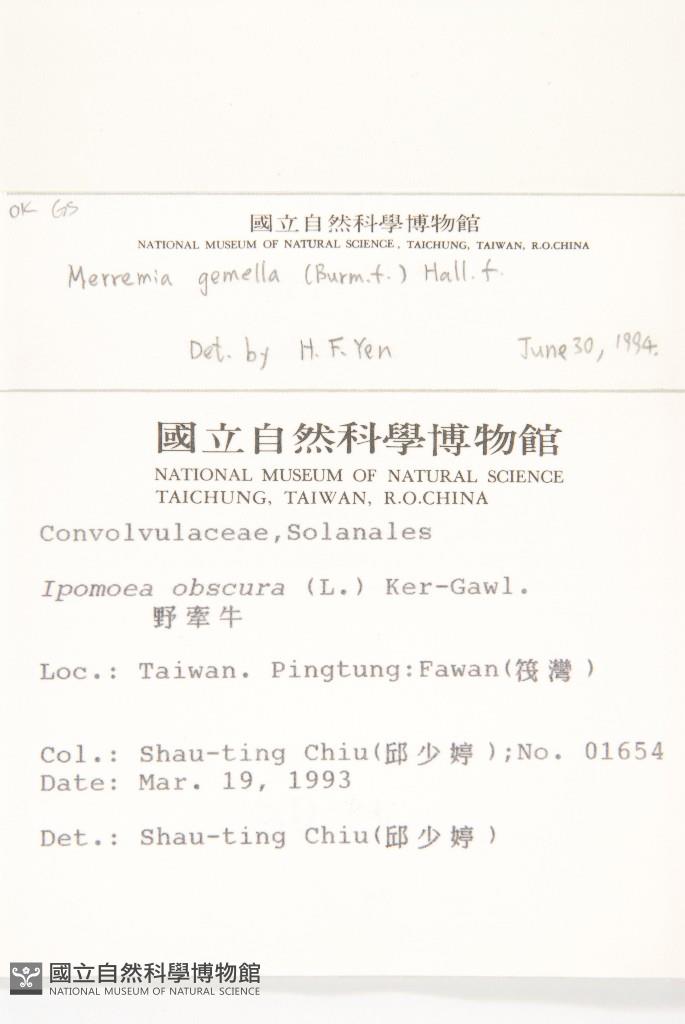 OK GS
國立自然科學博物館
NATIONAL MUSEUM OF NATURAL SCIENCE, TAICHUNG, TAIWAN, R.O.CHINA
Merremia gemella (Burm.f.) Hall. f.
Det. by H. F. Yen June 30, 1994.
國立自然科學博物館
NATIONAL MUSEUM OF NATURAL SCIENCE
TAICHUNG, TAIWAN, R.O.CHINA
Convolvulaceae,Solanales
Ipomoea obscura (L.) Ker-Gawl.
野牽牛
Loc.: Taiwan. Pingtung:Fawan(筏灣)
Col.: Shau-ting Chiu(邱少婷);No. 01654
Date: Mar. 19, 1993
Det.: Shau-ting Chiu(邱少婷)
國立自然科學博物館
NATIONAL MUSEUM OF NATURAL SCIENCE